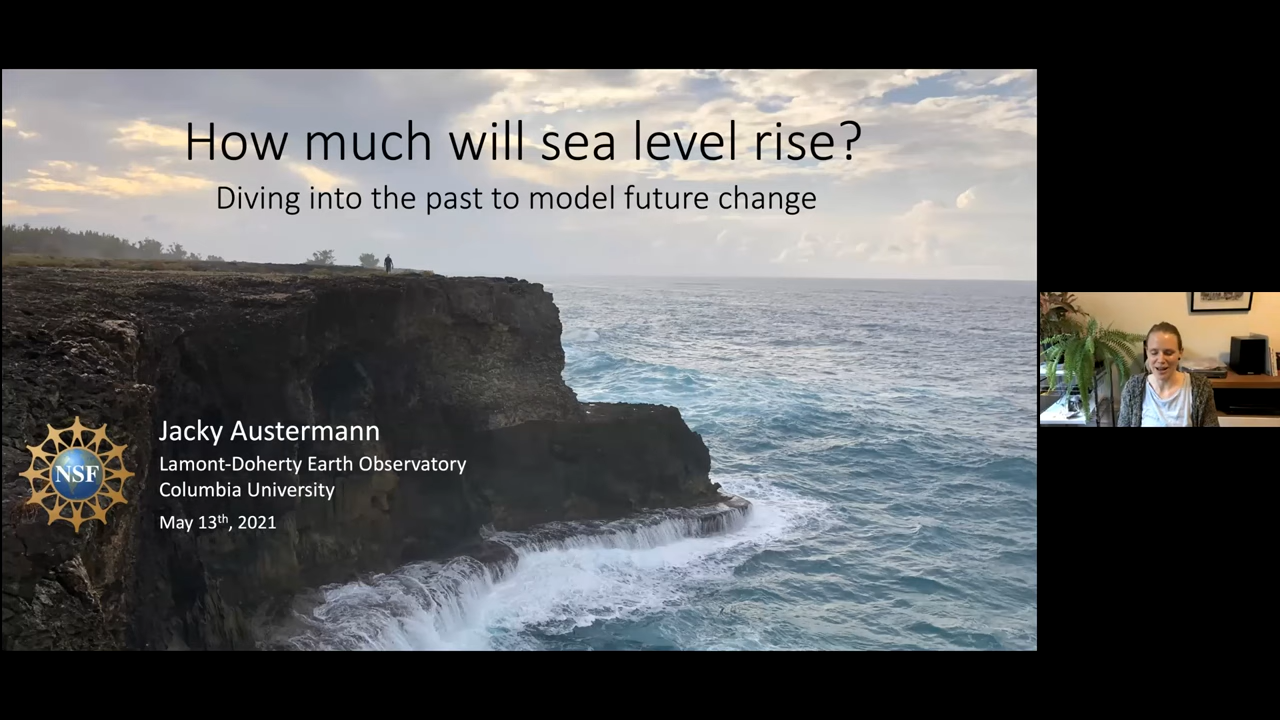 How much will sea level rise?
Diving into the past to model future change
Jacky Austermann
NSF
Lamont-Doherty Earth Observatory
Columbia University
May 13th, 2021